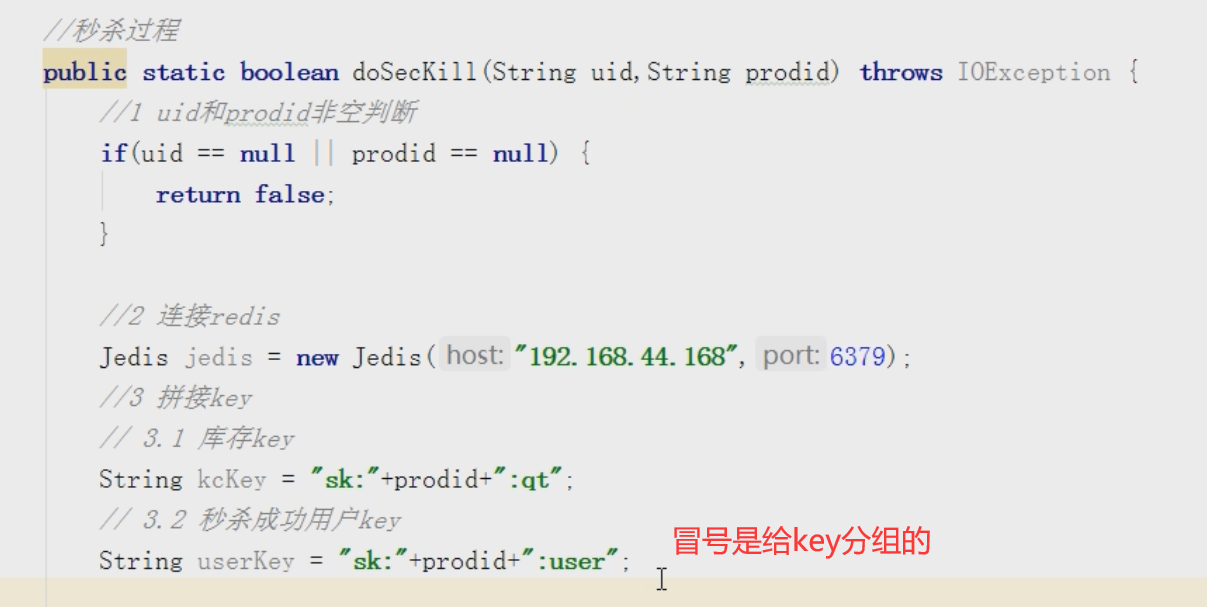 //秒杀过程
public static boolean doSecKill(String uid,String prodid) throws IOException {
//1 uid和prodid非空判断
if(uid == null || prodid == null) {
return false;
}
//2 连接redis
Jedis jedis = new Jedis( host: "192.168.44.168", port: 6379);
//3 拼接key
// 3.1 库存key
String kcKey = "sk:"+prodid+":qt";
// 3.2 秒杀成功用户key
String userKey = "sk:"+prodid+":user";
冒号是给key分组的